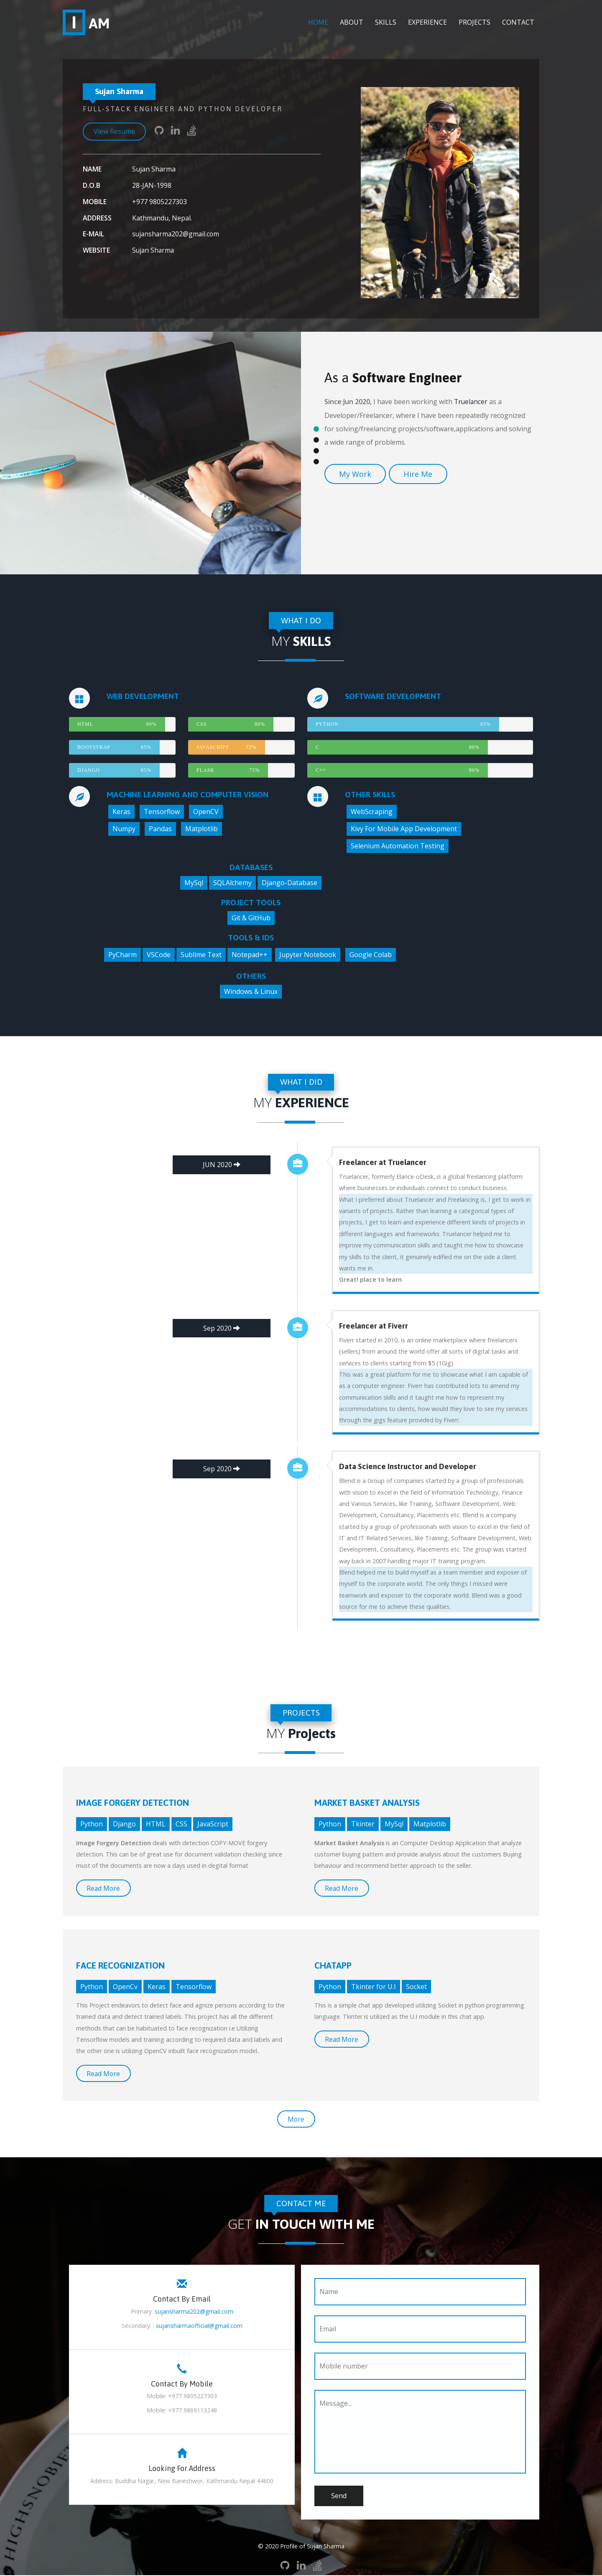 I AM
HOME ABOUT SKILLS EXPERIENCE PROJECTS CONTACT
Sujan Sharma
FULL-STACK ENGINEER AND PYTHON DEVELOPER
View Resume
NAME Sujan Sharma
D.O.B 28-JAN-1998
MOBILE +977 9805227303
ADDRESS Kathmandu, Nepal.
E-MAIL sujansharma202@gmail.com
WEBSITE Sujan Sharma
As a Software EngIneer
Since Jun 2020, I have been working with Truelancer as a
Developer/Freelancer, where I have been repeatedly recognized
for solving/freelancing projects/software,applications and solving
a wide range of problems.
My Work Hire Me
WHAT I DO
MY SKILLS
WEB DEVELOPMENT
HTML 90% CSS 80%
BOOTSTRAP 85% JAVASCRIPT 72%
DJANGO 85% FLASK 75%
SOFTWARE DEVELOPMENT
PYTHON 85%
C 80%
C++ 80%
MACHINE LEARNING AND COMPUTER VISION
Keras Tensorflow OpenCV
Numpy Pandas Matplotlib
OTHER SKILLS
WebScraping
Kivy For Mobile App Development
Selenium Automation Testing
DATABASES
MySql SQLAlchemy Django-Database
PROJECT TOOLS
Git & GitHub
TOOLS & IDS
PyCharm VSCode Sublime Text Notepad++ Jupyter Notebook Google Colab
OTHERS
Windows & Linux
WHAT I DID
MY EXPERIENCE
JUN 2020
Freelancer at Truelancer
Truelancer, formerly Elance-oDesk, is a global freelancing platform
where businesses or individuals connect to conduct business.
What I preferred about Truelancer and Freelancing is, I get to work in
variants of projects. Rather than learning a categorical types of
projects, I get to learn and experience different kinds of projects in
different languages and frameworks. Truelancer helped me to
improve my communication skills and taught me how to showcase
my skills to the client, it genuinely edified me on the side a client
wants me in.
Great! place to learn.
Sep 2020
Freelancer at Fiverr
Fiverr started in 2010, is an online marketplace where freelancers
(sellers) from around the world offer all sorts of digital tasks and
services to clients starting from $5 (1Gig).
This was a great platform for me to showcase what I am capable of
as a computer engineer. Fiverr has contributed lots to amend my
communication skills and it taught me how to represent my
accommodations to clients, how would they love to see my services
through the gigs feature provided by Fiverr.
Sep 2020
Data Science Instructor and Developer
Blend is a Group of companies started by a group of professionals
with vision to excel in the field of Information Technology, Finance
and Various Services, like Training, Software Development, Web
Development, Consultancy, Placements etc. Blend is a company
started by a group of professionals with vision to excel in the field of
IT and IT Related Services, like Training, Software Development, Web
Development, Consultancy, Placements etc. The group was started
way back in 2007 handling major IT training program.
Blend helped me to build myself as a team member and exposer of
myself to the corporate world. The only things I missed were
teamwork and exposer to the corporate world. Blend was a good
source for me to achieve these qualities.
PROJECTS
MY Projects
IMAGE FORGERY DETECTION
Python Django HTML CSS JavaScript
Image Forgery Detection deals with detection COPY-MOVE forgery
detection. This can be of great use for document validation checking since
must of the documents are now a days used in degital format
Read More
MARKET BASKET ANALYSIS
Python Tkinter MySql Matplotlib
Market Basket Analysis is an Computer Desktop Application that analyze
customer buying pattern and provide analysis about the customers Buying
behaviour and recommend better approach to the seller.
Read More
FACE RECOGNIZATION
Python OpenCv Keras Tensorflow
This Project endeavors to detect face and agnize persons according to the
trained data and detect trained labels. This project has all the different
methods that can be habituated to face recognization i.e Utilizing
Tensorflow models and training according to required data and labels and
the other one is utilizing OpenCV inbuilt face recognization model.
Read More
CHATAPP
Python Tkinter for U.I Socket
This is a simple chat app developed utilizing Socket in python programming
language. Tkinter is utilized as the U.I module in this chat app.
Read More
More
CONTACT ME
GET IN TOUCH WITH ME
Contact By Email
Primary: sujansharma202@gmail.com
Secondary: sujansharmaofficial@gmail.com
Contact By Mobile
Mobile: +977 9805227303
Mobile: +977 9869113248
Looking For Address
Address: Buddha Nagar, New Baneshwor, Kathmandu Nepal 44600
Name
Email
Mobile number
Message...
Send
HIGHSNOBIETY
© 2020 Profile of Sujan Sharma